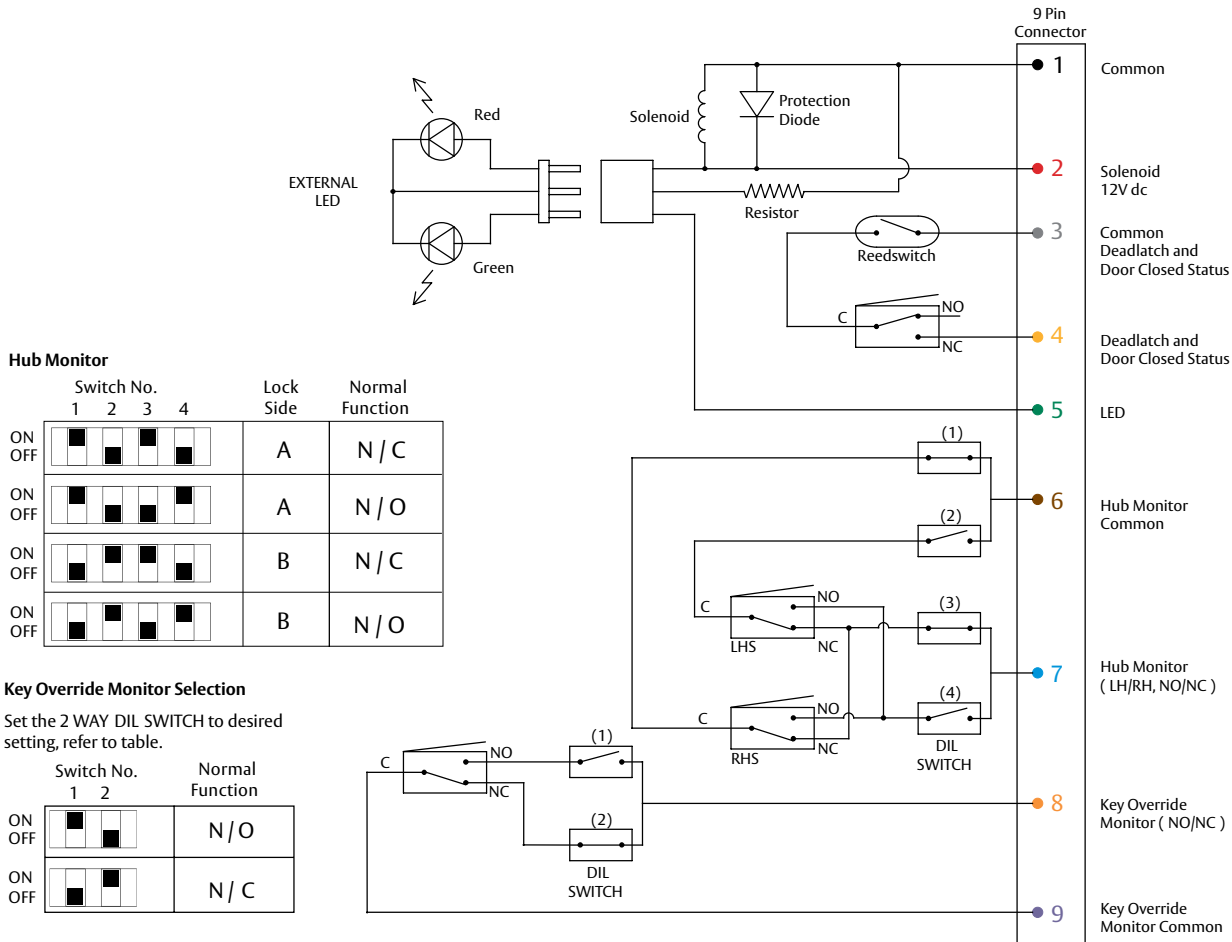 9 Pin
Connector
1 Common
Red
Solenoid
Protection
Diode
EXTERNAL
LED
2 Solenoid
12V dc
Resistor
3 Common
Deadlatch and
Door Closed Status
Reedswitch
Green
NO
C
NC
4 Deadlatch and
Door Closed Status
5 LED
Hub Monitor
Switch No. Lock Normal
1 2 3 4 Side Function
ON
OFF A N / C
ON
OFF A N / O
ON
OFF B N / C
ON
OFF B N / O
(1)
6 Hub Monitor
Common
(2)
NO
C
LHS NC
(3)
7 Hub Monitor
( LH/RH, NO/NC )
(4)
NO
C
RHS NC
DIL
SWITCH
Key Override Monitor Selection
Set the 2 WAY DIL SWITCH to desired
setting, refer to table.
Switch No. Normal
1 2 Function
ON
OFF N / O
ON
OFF N / C
(1)
NO
C
NC
(2)
DIL
SWITCH
8 Key Override
Monitor ( NO/NC )
9 Key Override
Monitor Common